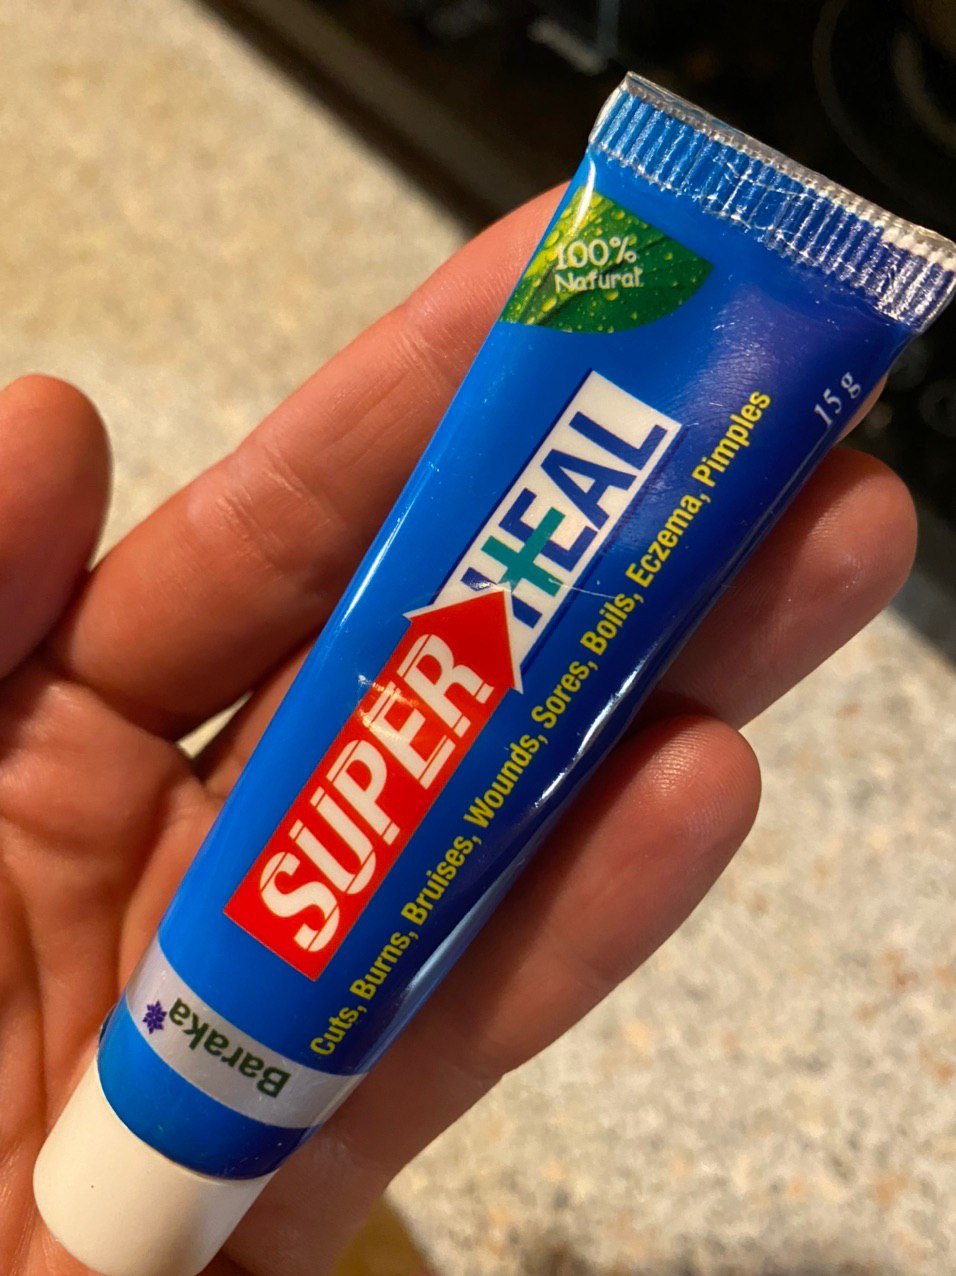 100%
Natural
15 g
SUPER
HEAL
Cuts, Burns, Bruises, Wounds, Sores, Boils, Eczema, Pimples
Baraka